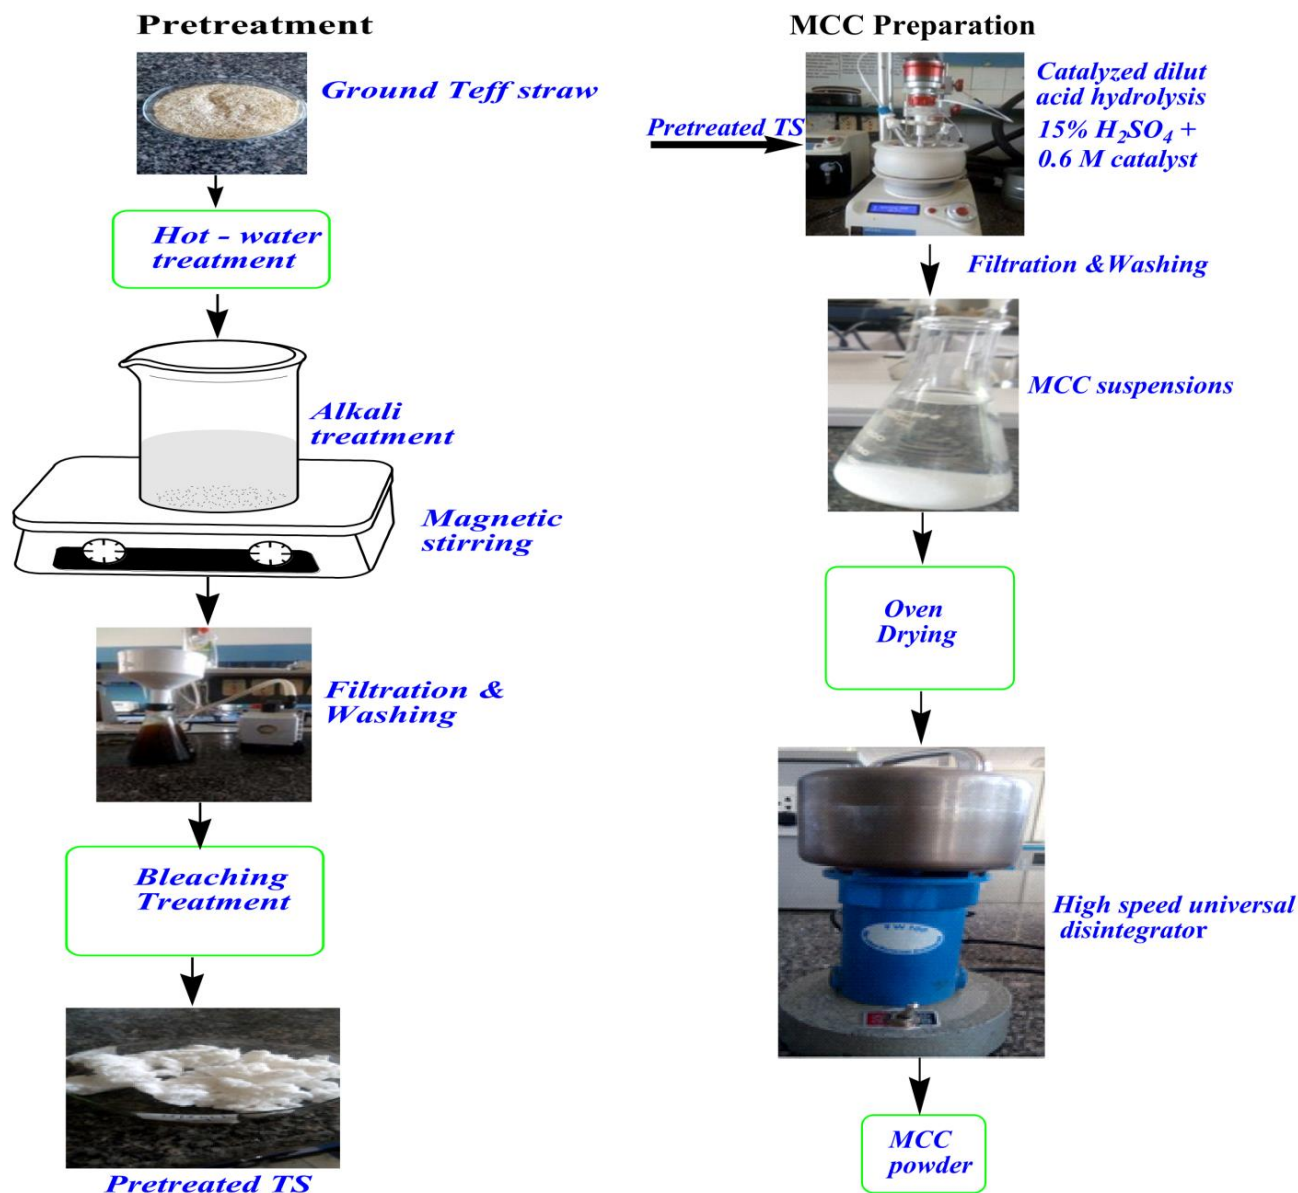 Pretreatment
Ground Teff straw
Hot - water
treatment
Alkali
treatment
Magnetic
stirring
Filtration &
Washing
Bleaching
Treatment
Pretreated TS
MCC Preparation
Pretreated TS
Catalyzed dilut
acid hydrolysis
15% H₂SO₄ +
0.6 M catalyst
Filtration &Washing
MCC suspensions
Oven
Drying
High speed universal
disintegrator
MCC
powder